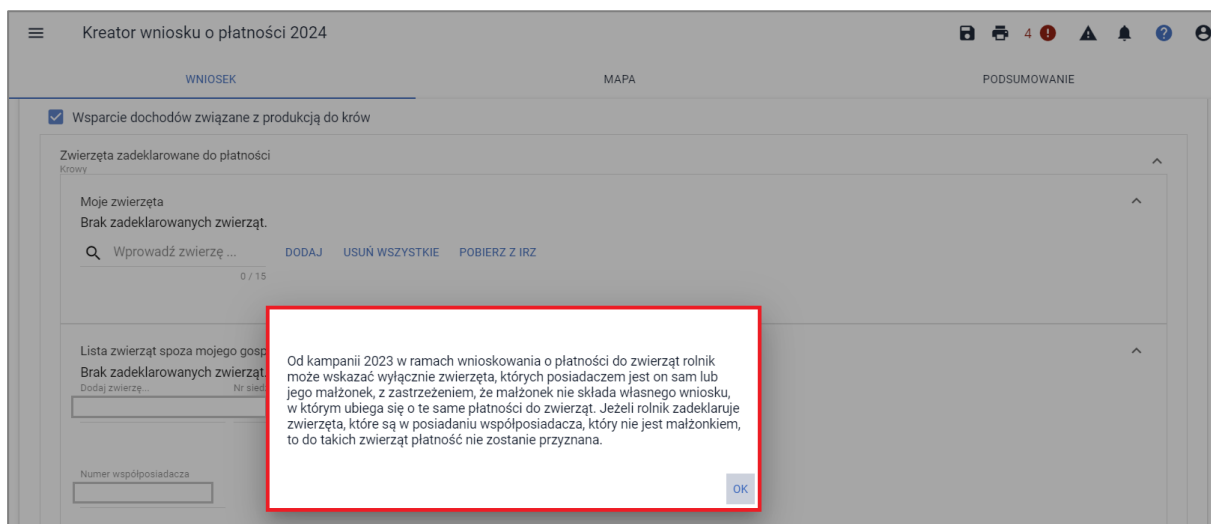 Kreator wniosku o płatności 2024
4
WNIOSEK
MAPA
PODSUMOWANIE
Wsparcie dochodów związane z produkcją do krów
Zwierzęta zadeklarowane do płatności
Krowy
Moje zwierzęta
Brak zadeklarowanych zwierząt.
Wprowadź zwierzę ...
DODAJ
USUŃ WSZYSTKIE
POBIERZ Z IRZ
0 / 15
Lista zwierząt spoza mojego gosp
Brak zadeklarowanych zwierząt.
Dodaj zwierzę...
Nr sied
Numer współposiadacza
Od kampanii 2023 w ramach wnioskowania o płatności do zwierząt rolnik
może wskazać wyłącznie zwierzęta, których posiadaczem jest on sam lub
jego małżonek, z zastrzeżeniem, że małżonek nie składa własnego wniosku,
w którym ubiega się o te same płatności do zwierząt. Jeżeli rolnik zadeklaruje
zwierzęta, które są w posiadaniu współposiadacza, który nie jest małżonkiem,
to do takich zwierząt płatność nie zostanie przyznana.
OK